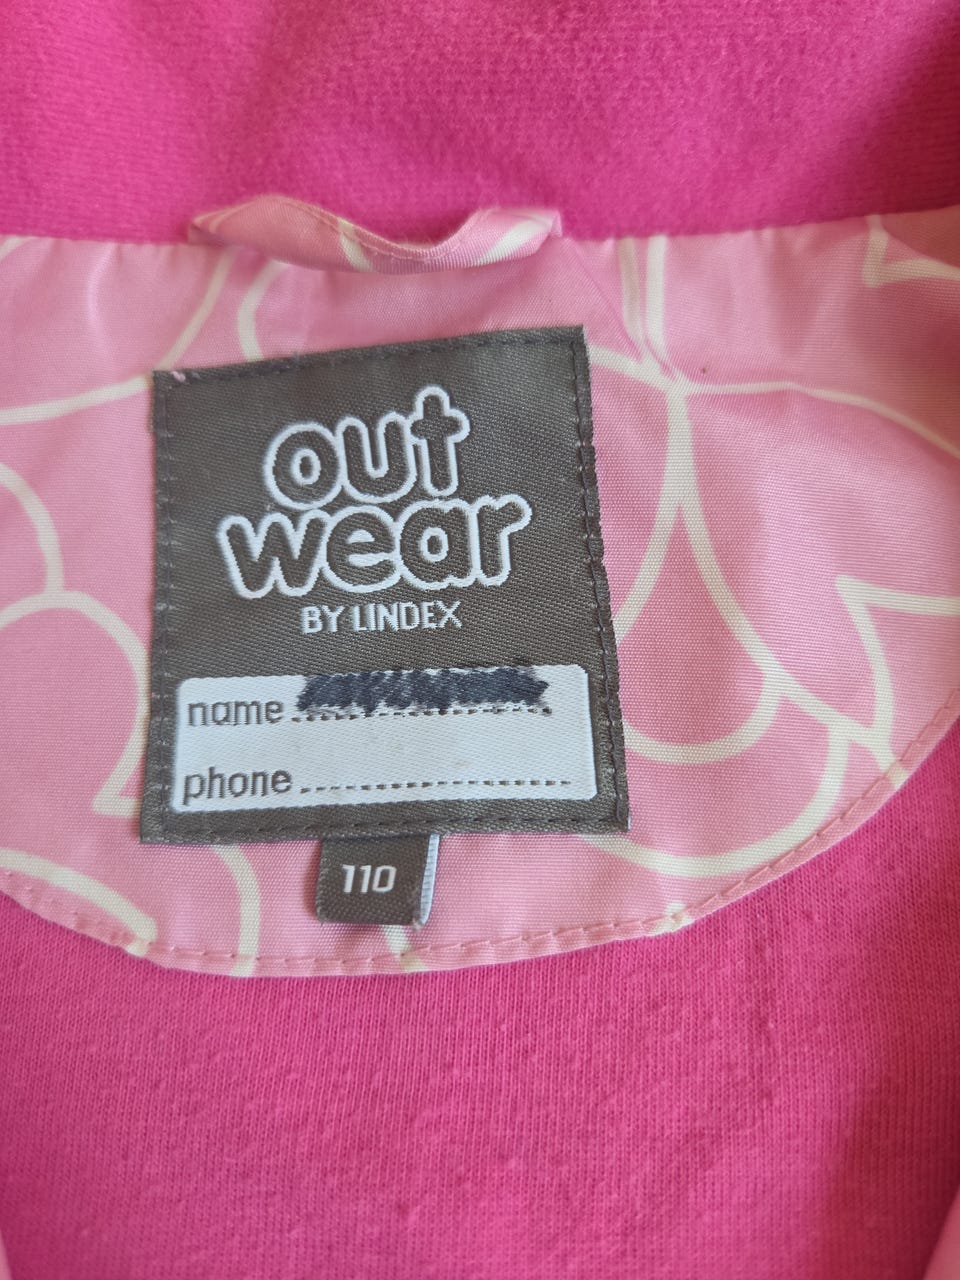 out
wear
BY LINDEX
name
phone
110